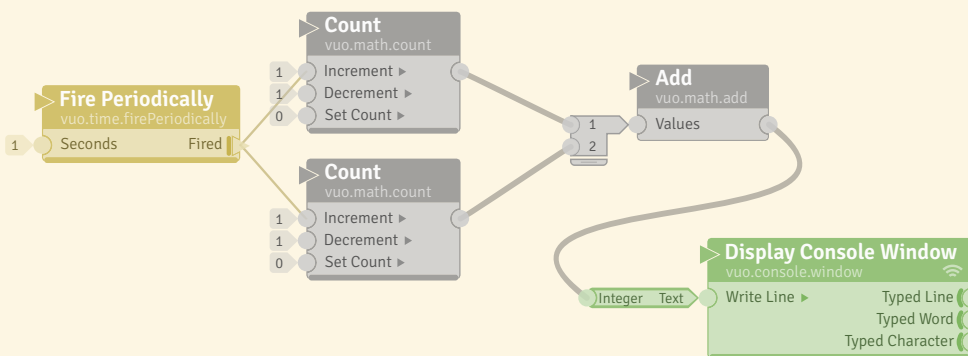 Fire Periodically
vuo.time.firePeriodically
1 Seconds Fired
Count
vuo.math.count
1 Increment
1 Decrement
0 Set Count
Count
vuo.math.count
1 Increment
1 Decrement
0 Set Count
1
2
Add
vuo.math.add
Values
Integer Text
Display Console Window
vuo.console.window
Write Line Typed Line
Typed Word
Typed Character